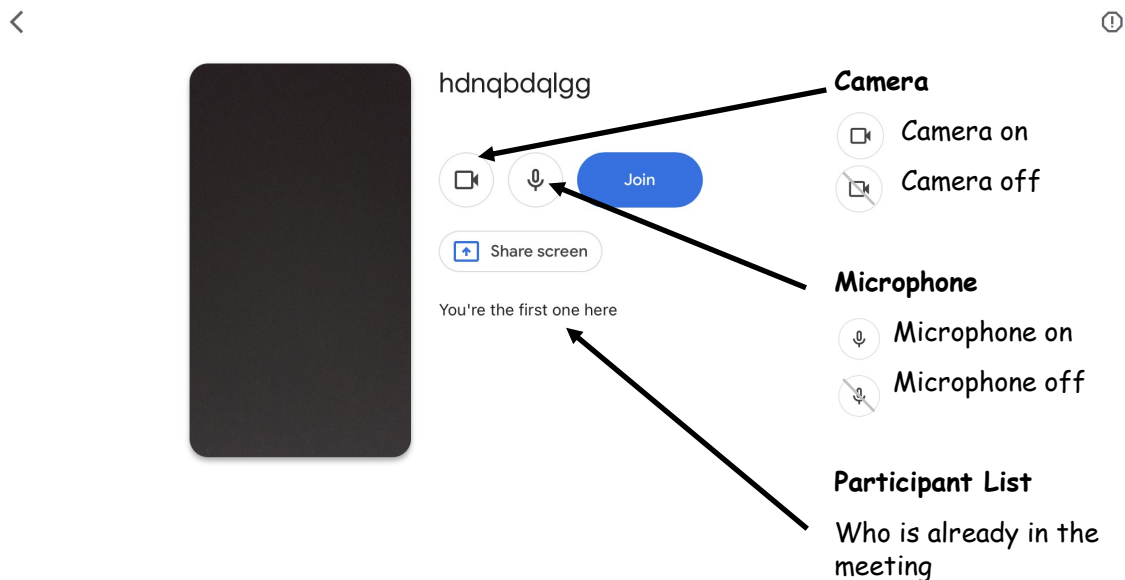 hdnqbdqlgg
Join
Share screen
You're the first one here
Camera
Camera on
Camera off
Microphone
Microphone on
Microphone off
Participant List
Who is already in the
meeting